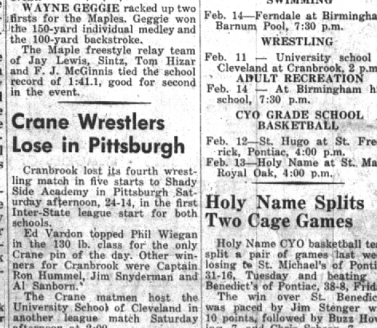 WAYNE GEGGIE racked up two
firsts for the Maples. Geggie won
the 150-yard individual medley and
the 100-yard backstroke.
The Maple freestyle relay team
of Jay Lewis, Sintz, Tom Hizar
and F. J. McGinnis tied the school
record of 1:41.1, good for second
in the event.
Crane Wrestlers
Lose in Pittsburgh
Cranbrook lost its fourth wrest-
ling match in five starts to Shady
Side Academy in Pittsburgh Sat-
urday afternoon, 24-14, in the first
Inter-State league start for both
schools.
Ed Vardon topped Phil Wiegan
in the 130 lb. class for the only
Crane pin of the day. Other win-
ners for Cranbrook were Captain
Ron Hummel, Jim Snyderman and
Al Sanborn.
The Crane matmen host the
University School of Cleveland in
another league match Saturday
afternoon at
SWIMMING
Feb. 14—Ferndale at Birmingha
Barnum Pool, 7:30 p.m.
WRESTLING
Feb. 11 — University school
Cleveland at Cranbrook, 2 p.m.
ADULT RECREATION
Feb. 14 — At Birmingham hi
school, 7:30 p.m.
CYO GRADE SCHOOL
BASKETBALL
Feb. 12—St. Hugo at St. Fre
rick, Pontiac, 4:00 p.m.
Feb. 13—Holy Name at St. Ma
Royal Oak, 4:00 p.m.
Holy Name Splits
Two Cage Games
Holy Name CYO basketball te
split a pair of games last we
losing to St. Michael's of Ponti
31-16, Tuesday and beating
Benedict's of Pontiac, 38-8, Frida
The win over St. Benedic
was paced by Jim Stenger w
10 points, followed by Buzz Hou